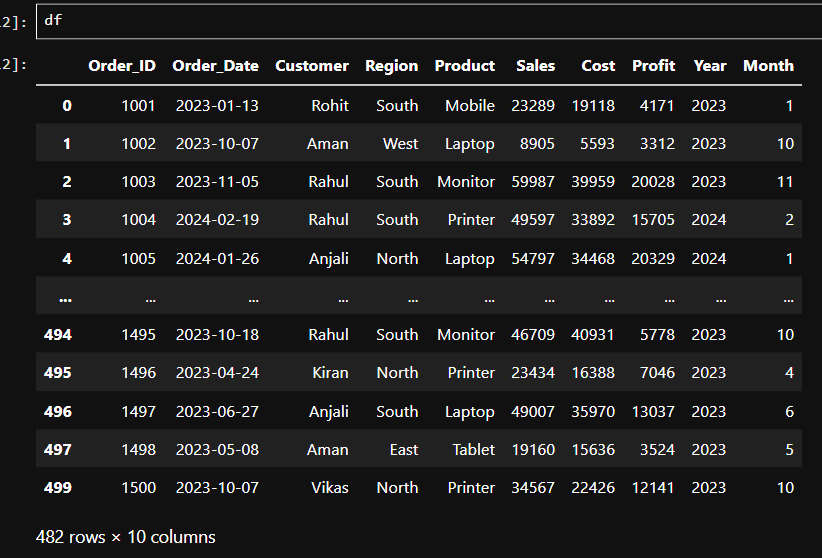 2]: df
2]:
Order_ID Order_Date Customer Region Product Sales Cost Profit Year Month
0 1001 2023-01-13 Rohit South Mobile 23289 19118 4171 2023 1
1 1002 2023-10-07 Aman West Laptop 8905 5593 3312 2023 10
2 1003 2023-11-05 Rahul South Monitor 59987 39959 20028 2023 11
3 1004 2024-02-19 Rahul South Printer 49597 33892 15705 2024 2
4 1005 2024-01-26 Anjali North Laptop 54797 34468 20329 2024 1
... ... ... ... ... ... ... ... ... ... ...
494 1495 2023-10-18 Rahul South Monitor 46709 40931 5778 2023 10
495 1496 2023-04-24 Kiran North Printer 23434 16388 7046 2023 4
496 1497 2023-06-27 Anjali South Laptop 49007 35970 13037 2023 6
497 1498 2023-05-08 Aman East Tablet 19160 15636 3524 2023 5
499 1500 2023-10-07 Vikas North Printer 34567 22426 12141 2023 10
482 rows × 10 columns